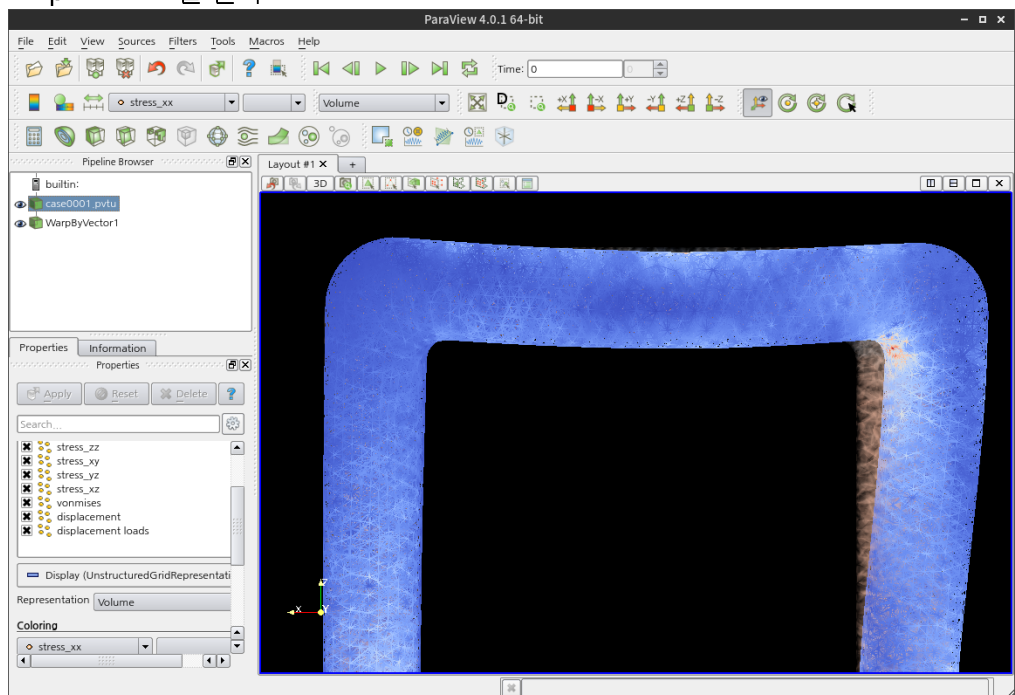 ParaView 4.0.1 64-bit
File Edit View Sources Filters Tools Macros Help
Time: 0 0
stress_xx Volume
+X -X +Y -Y +Z -Z
Pipeline Browser
Layout #1 X +
3D
builtin:
case0001_pvtu
WarpByVector1
Properties Information
Properties
Apply Reset Delete ?
Search...
stress_zz
stress_xy
stress_yz
stress_xz
vonmises
displacement
displacement loads
Display (UnstructuredGridRepresentati
Representation Volume
Coloring
stress_xx
Z
X Y